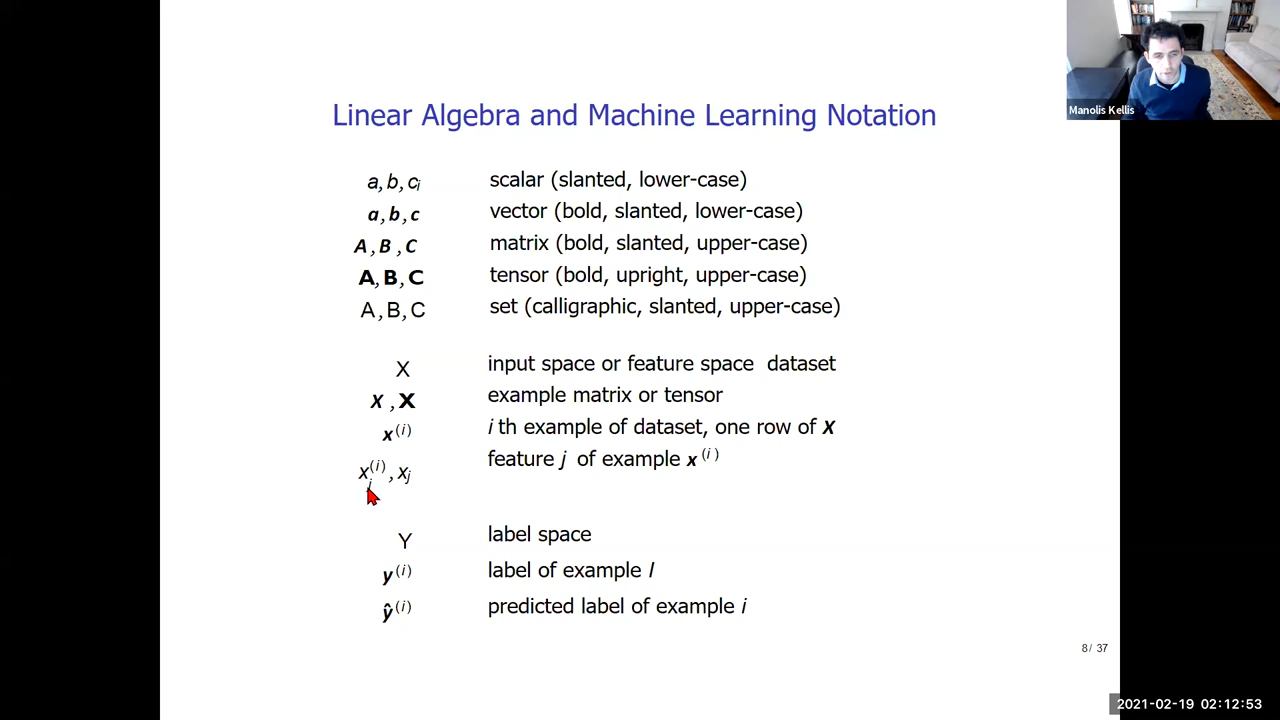 Manolis Kellis
Linear Algebra and Machine Learning Notation
a, b, ci scalar (slanted, lower-case)
a, b, c vector (bold, slanted, lower-case)
A, B, C matrix (bold, slanted, upper-case)
A, B, C tensor (bold, upright, upper-case)
A, B, C set (calligraphic, slanted, upper-case)
X input space or feature space dataset
X, X example matrix or tensor
x(i) i th example of dataset, one row of X
xj(i), xj feature j of example x(i)
Y label space
y(i) label of example I
ŷ(i) predicted label of example i
8 / 37
2021-02-19 02:12:53